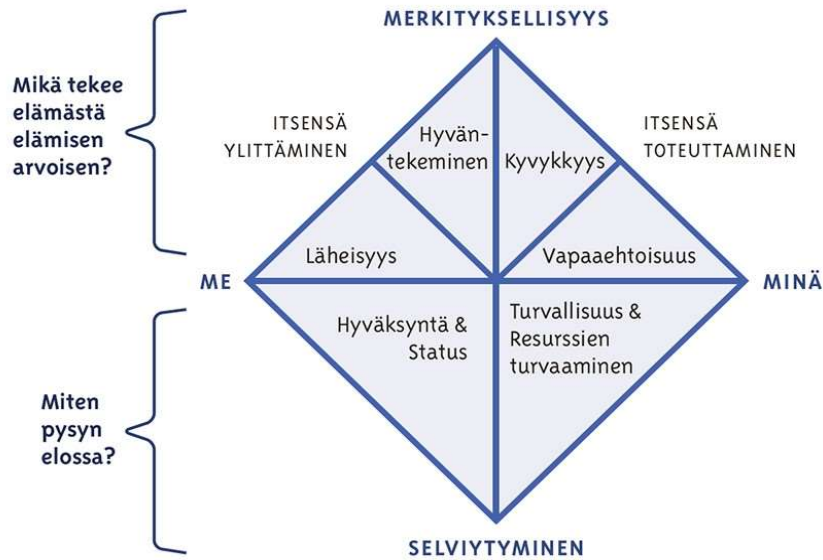 MERKITYKSELLISYYS
Mikä tekee
elämästä
elämisen
arvoisen?
ITSENSÄ
YLITTÄMINEN
Hyvän-
tekeminen
Kyvykkyys
ITSENSÄ
TOTEUTTAMINEN
Läheisyys
Vapaaehtoisuus
ME
MINÄ
Hyväksyntä &
Status
Turvallisuus &
Resurssien
turvaaminen
Miten
pysyn
elossa?
SELVIYTYMINEN